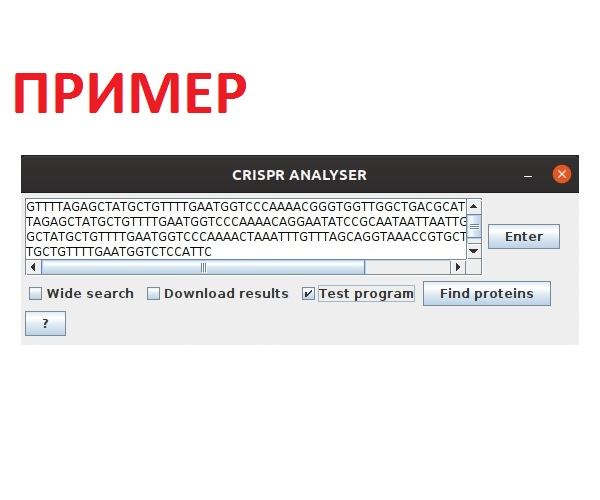 ПРИМЕР
CRISPR ANALYSER
GTTTTAGAGCTATGCTGTTTTGAATGGTCCCAAAACGGGTGGTTGGCTGACGCAT
TAGAGCTATGCTGTTTTGAATGGTCCCAAAACAGGAATATCCGCAATAATTAATTG
GCTATGCTGTTTTGAATGGTCCCAAAACTAAATTTGTTTAGCAGGTAAACCGTGCT
TGCTGTTTTGAATGGTCTCCATTC
Enter
Wide search Download results Test program Find proteins
?